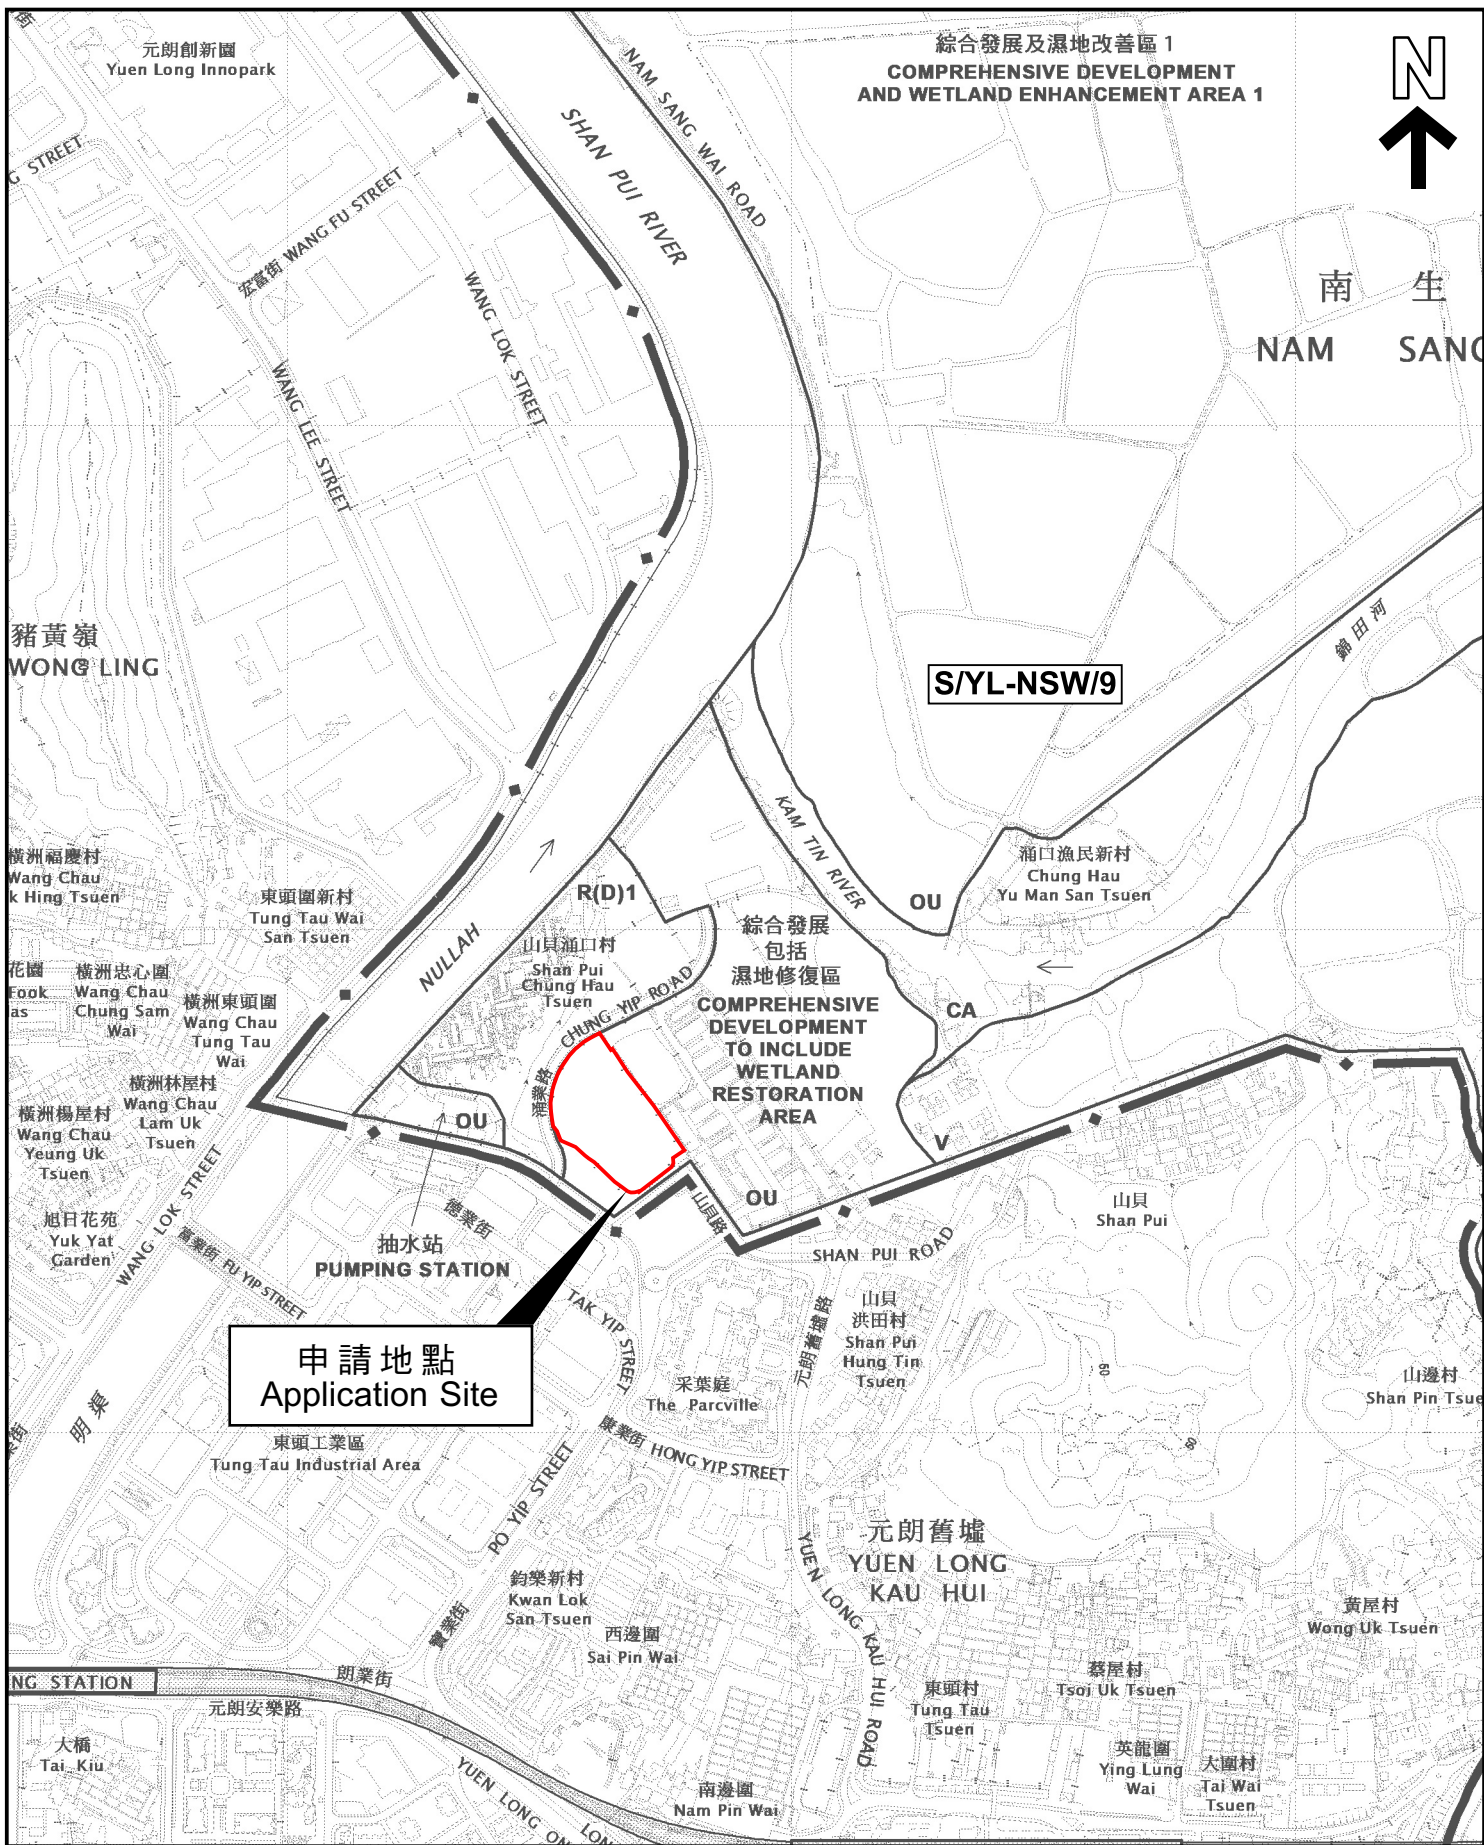 元朗創新園
Yuen Long Innopark
綜合發展及濕地改善區 1
COMPREHENSIVE DEVELOPMENT
AND WETLAND ENHANCEMENT AREA 1
N
NAM SANG WAI ROAD
SHAN PUI RIVER
G STREET
宏富街 WANG FU STREET
WANG LOK STREET
WANG LEE STREET
南 生
NAM SANG
豬黃嶺
WONG LING
S/YL-NSW/9
錦田河
KAM TIN RIVER
涌口漁民新村
Chung Hau
Yu Man San Tsuen
OU
R(D)1
橫洲福慶村
Wang Chau
k Hing Tsuen
東頭圍新村
Tung Tau Wai
San Tsuen
NULLAH
山貝涌口村
Shan Pui
Chung Hau
Tsuen
CHUNG YIP ROAD
涌業路
綜合發展
包括
濕地修復區
COMPREHENSIVE
DEVELOPMENT
TO INCLUDE
WETLAND
RESTORATION
AREA
CA
花園
Fook
as
橫洲忠心圍
Wang Chau
Chung Sam
Wai
橫洲東頭圍
Wang Chau
Tung Tau
Wai
橫洲林屋村
Wang Chau
Lam Uk
Tsuen
橫洲楊屋村
Wang Chau
Yeung Uk
Tsuen
OU
V
OU
山貝
Shan Pui
山貝路
SHAN PUI ROAD
旭日花苑
Yuk Yat
Garden
WANG LOK STREET
富業街 FU YIP STREET
德業街
抽水站
PUMPING STATION
TAK YIP STREET
申請地點
Application Site
元朗舊墟路
山貝
洪田村
Shan Pui
Hung Tin
Tsuen
采葉庭
The Parcville
50
50
山邊村
Shan Pin Tsue
明渠
東頭工業區
Tung Tau Industrial Area
康業街 HONG YIP STREET
PO YIP STREET
寶業街
元朗舊墟
YUEN LONG
KAU HUI
YUEN LONG KAU HUI ROAD
鈞樂新村
Kwan Lok
San Tsuen
西邊圍
Sai Pin Wai
黃屋村
Wong Uk Tsuen
蔡屋村
Tsoi Uk Tsuen
東頭村
Tung Tau
Tsuen
NG STATION
朗業街
元朗安樂路
大橋
Tai Kiu
YUEN LONG ON
LON
南邊圍
Nam Pin Wai
英龍圍
Ying Lung
Wai
大圍村
Tai Wai
Tsuen